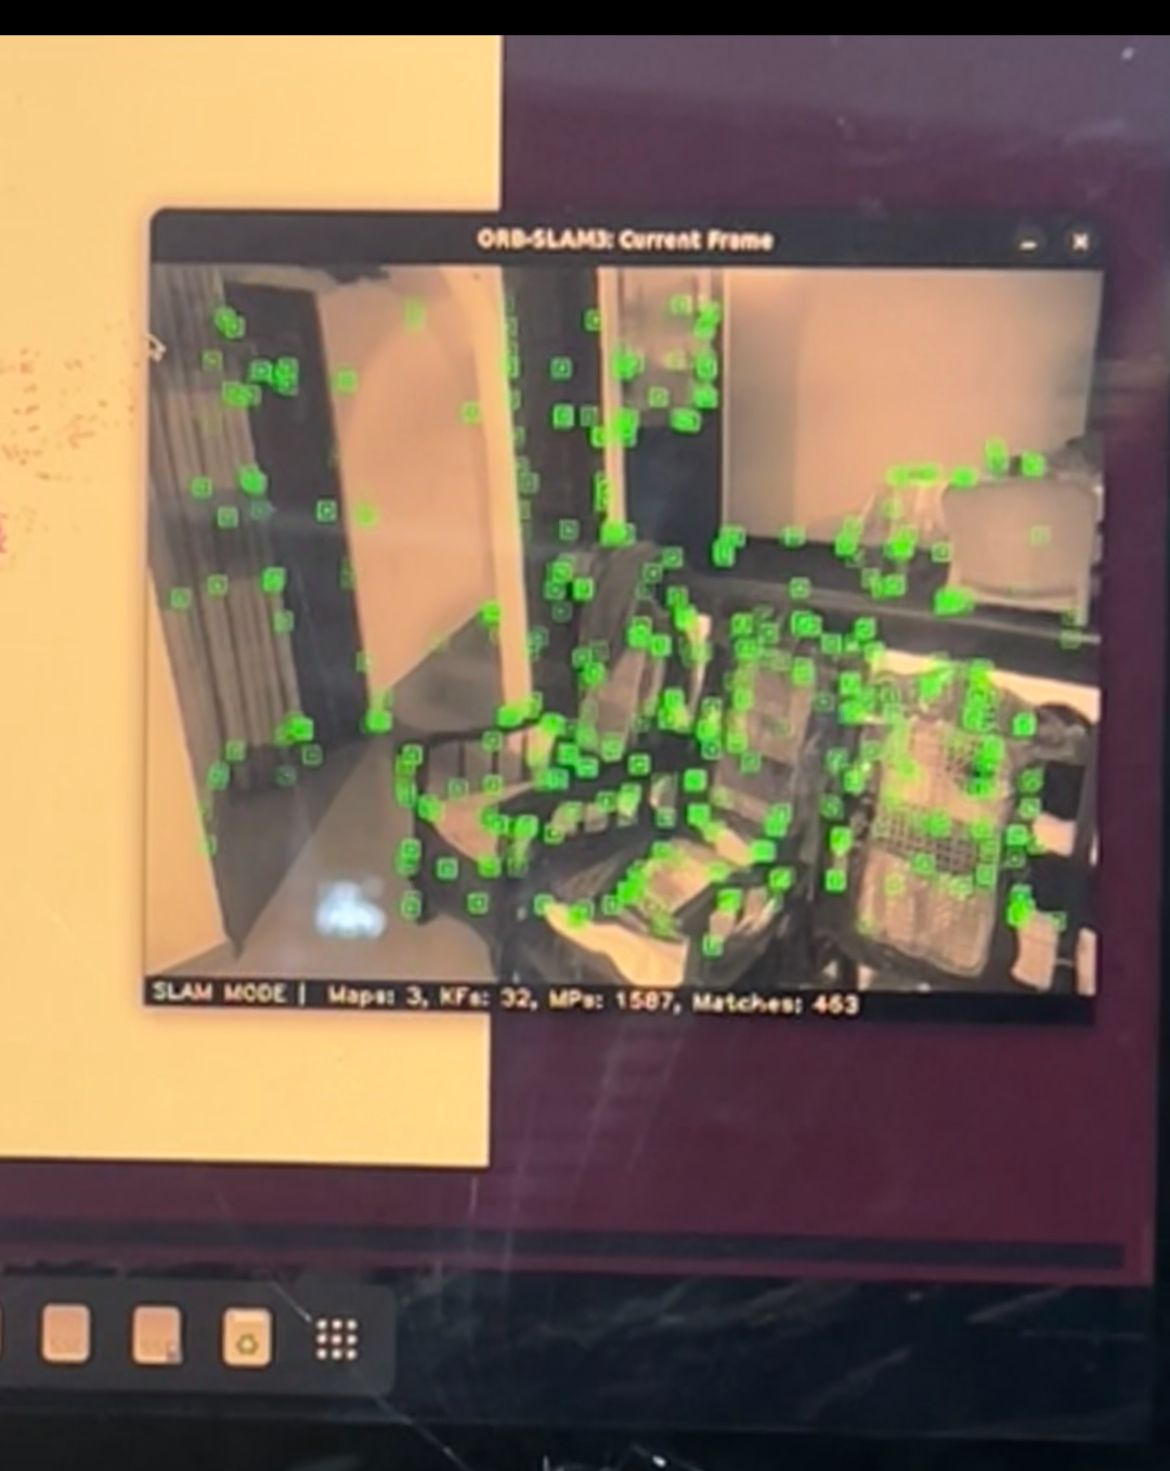 ORB-SLAM3: Current Frame
SLAM MODE | Maps: 3, KFs: 32, MPs: 1587, Matches: 463